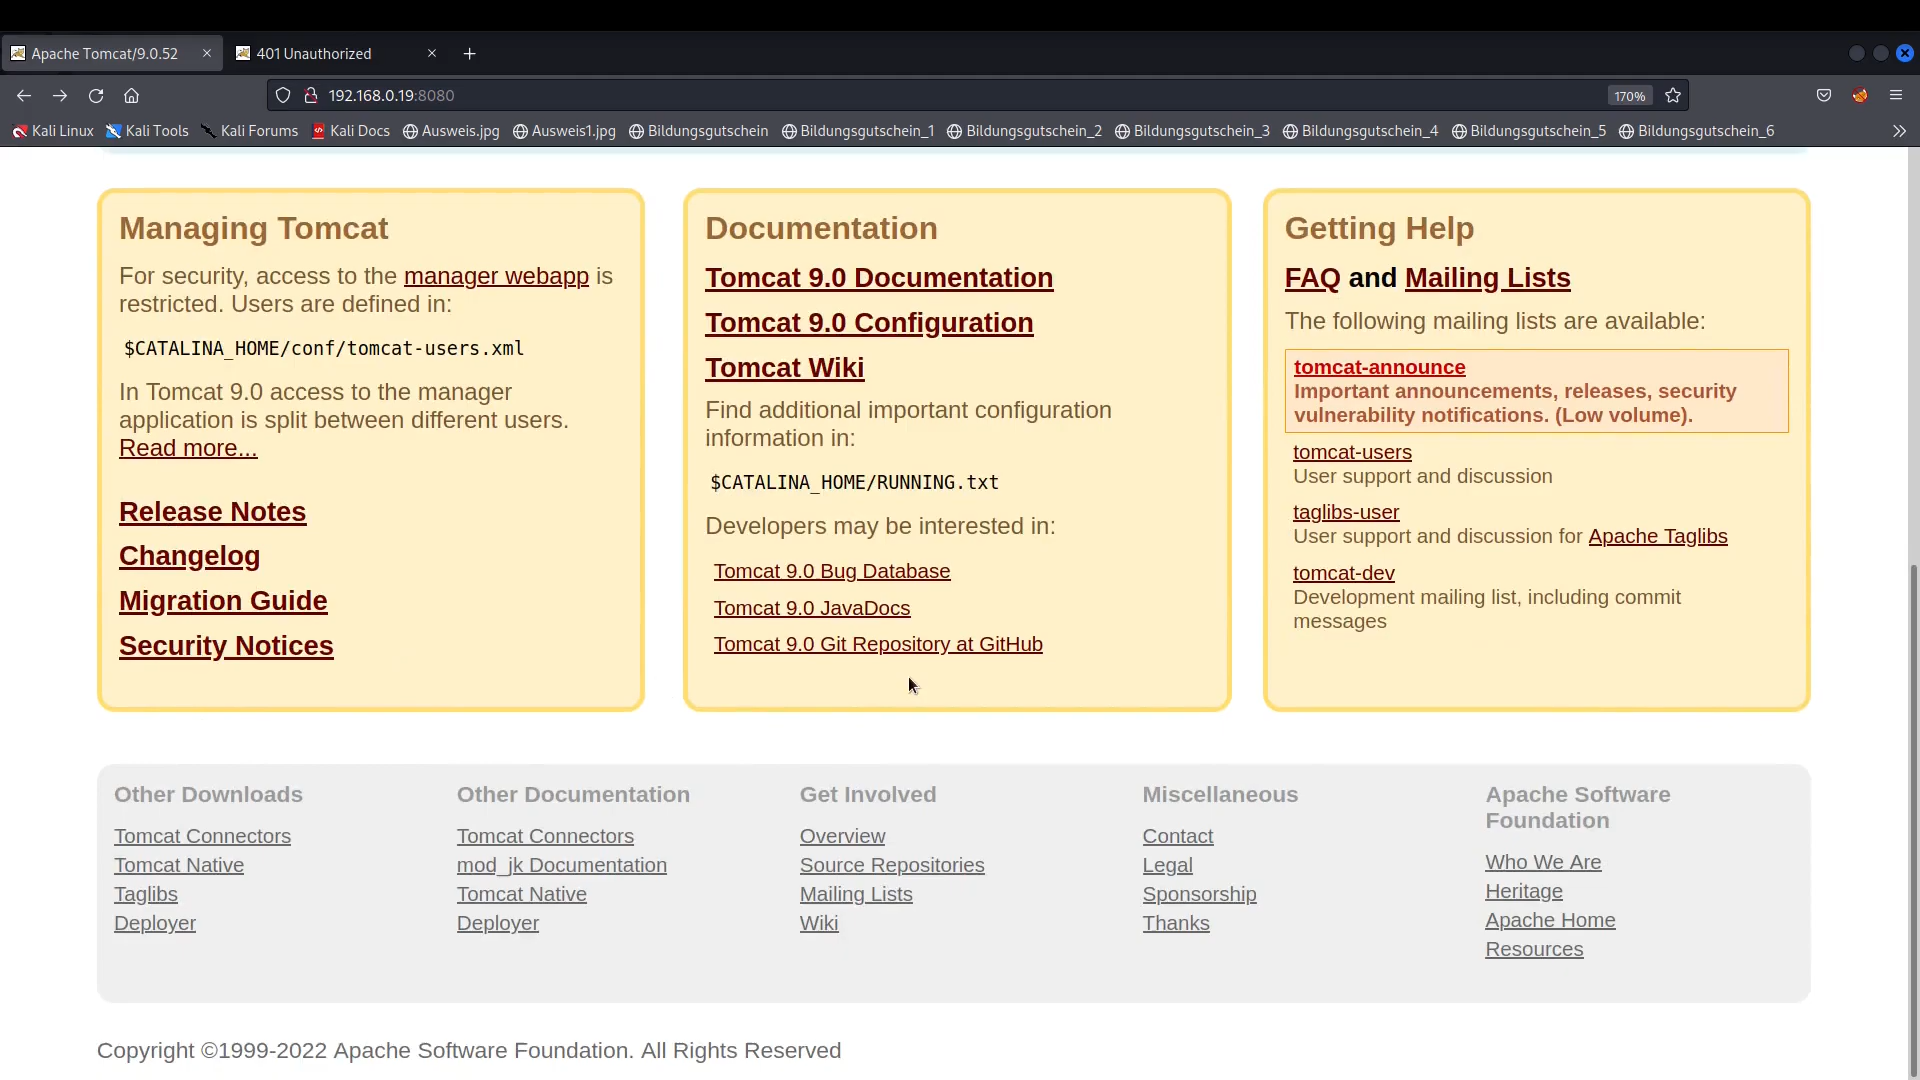 Apache Tomcat/9.0.52
401 Unauthorized
192.168.0.19:8080
170%
Kali Linux
Kali Tools
Kali Forums
Kali Docs
Ausweis.jpg
Ausweis1.jpg
Bildungsgutschein
Bildungsgutschein_1
Bildungsgutschein_2
Bildungsgutschein_3
Bildungsgutschein_4
Bildungsgutschein_5
Bildungsgutschein_6
Managing Tomcat
For security, access to the manager webapp is
restricted. Users are defined in:
$CATALINA_HOME/conf/tomcat-users.xml
In Tomcat 9.0 access to the manager
application is split between different users.
Read more...
Release Notes
Changelog
Migration Guide
Security Notices
Documentation
Tomcat 9.0 Documentation
Tomcat 9.0 Configuration
Tomcat Wiki
Find additional important configuration
information in:
$CATALINA_HOME/RUNNING.txt
Developers may be interested in:
Tomcat 9.0 Bug Database
Tomcat 9.0 JavaDocs
Tomcat 9.0 Git Repository at GitHub
Getting Help
FAQ and Mailing Lists
The following mailing lists are available:
tomcat-announce
Important announcements, releases, security
vulnerability notifications. (Low volume).
tomcat-users
User support and discussion
taglibs-user
User support and discussion for Apache Taglibs
tomcat-dev
Development mailing list, including commit
messages
Other Downloads
Tomcat Connectors
Tomcat Native
Taglibs
Deployer
Other Documentation
Tomcat Connectors
mod_jk Documentation
Tomcat Native
Deployer
Get Involved
Overview
Source Repositories
Mailing Lists
Wiki
Miscellaneous
Contact
Legal
Sponsorship
Thanks
Apache Software
Foundation
Who We Are
Heritage
Apache Home
Resources
Copyright ©1999-2022 Apache Software Foundation. All Rights Reserved